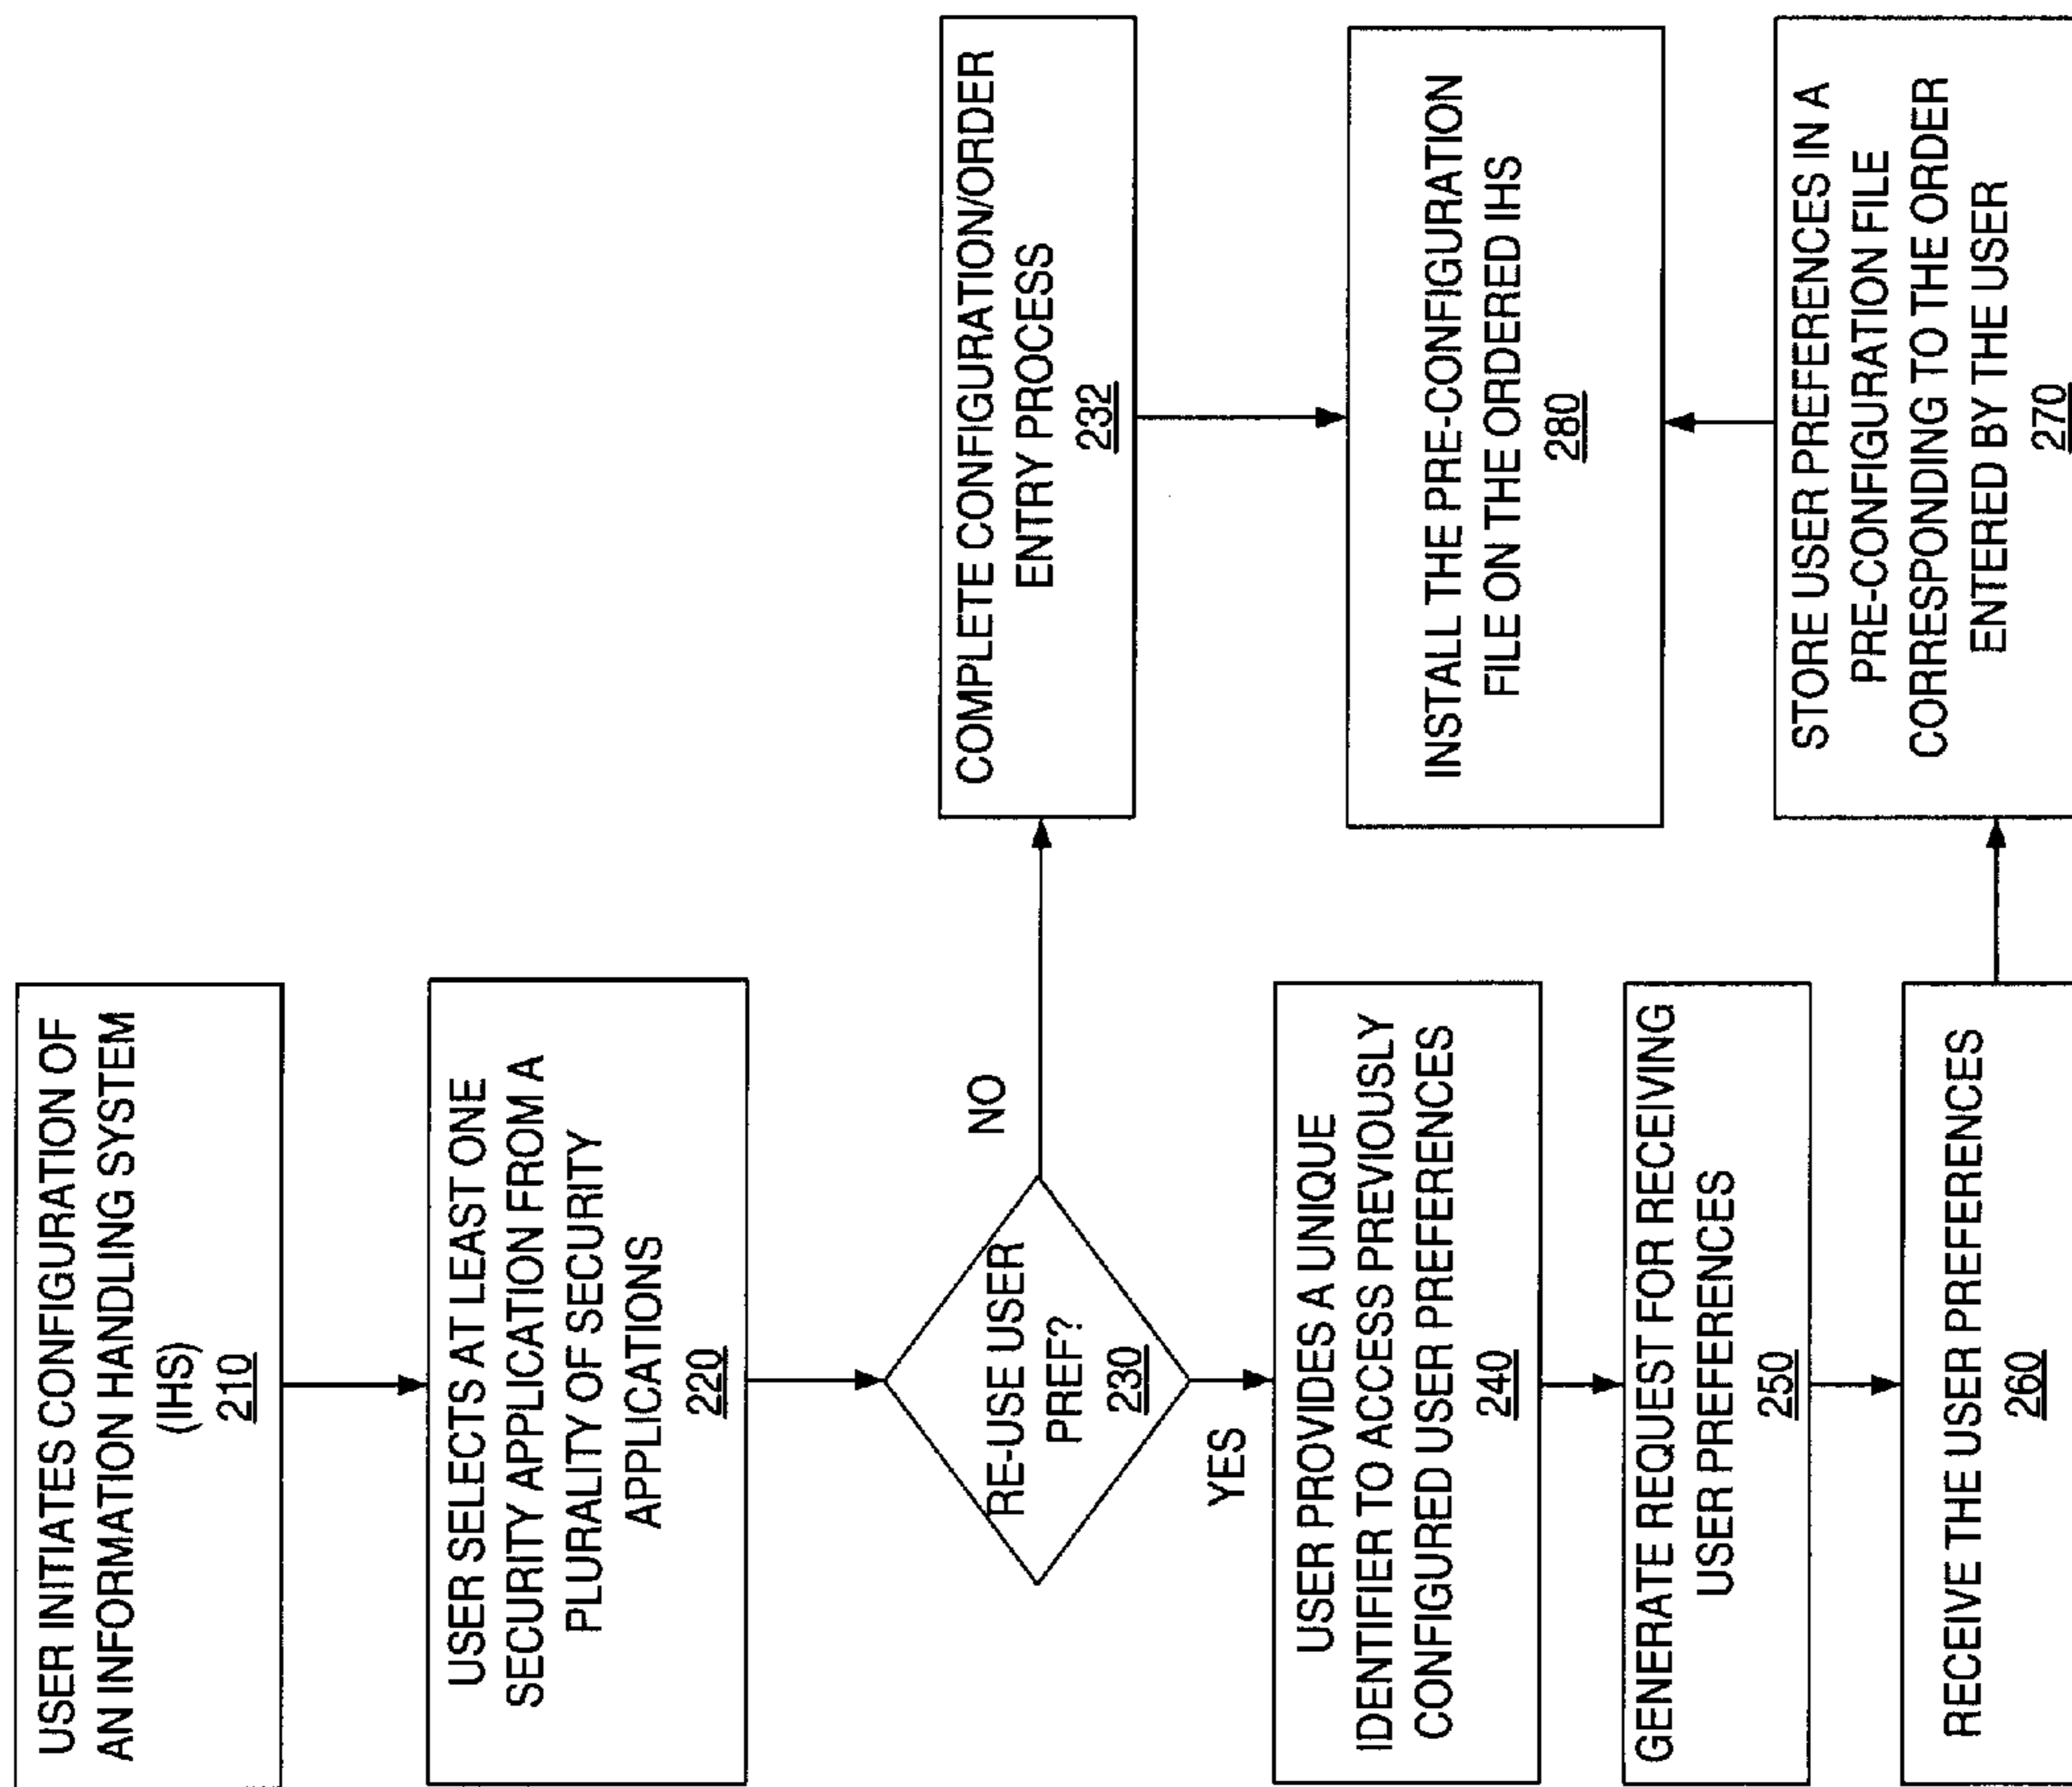 USER INITIATES CONFIGURATION OF
AN INFORMATION HANDLING SYSTEM
(IHS)
210
USER SELECTS AT LEAST ONE
SECURITY APPLICATION FROM A
PLURALITY OF SECURITY
APPLICATIONS
220
RE-USE USER
PREF?
230
NO
YES
COMPLETE CONFIGURATION/ORDER
ENTRY PROCESS
232
USER PROVIDES A UNIQUE
IDENTIFIER TO ACCESS PREVIOUSLY
CONFIGURED USER PREFERENCES
240
GENERATE REQUEST FOR RECEIVING
USER PREFERENCES
250
RECEIVE THE USER PREFERENCES
260
STORE USER PREFERENCES IN A
PRE-CONFIGURATION FILE
CORRESPONDING TO THE ORDER
ENTERED BY THE USER
270
INSTALL THE PRE-CONFIGURATION
FILE ON THE ORDERED IHS
280